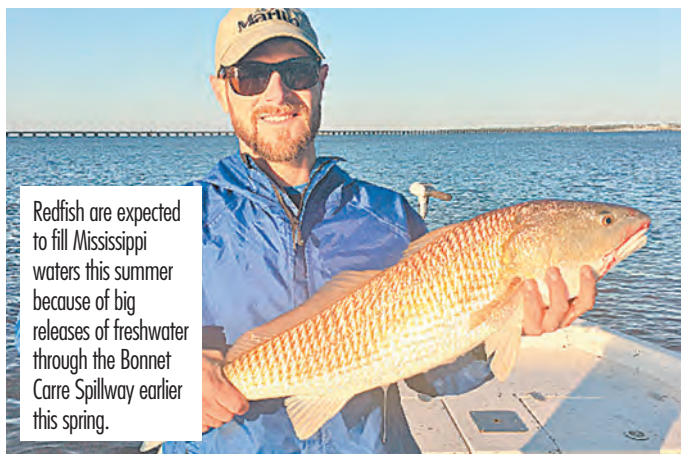 Marlin
Redfish are expected
to fill Mississippi
waters this summer
because of big
releases of freshwater
through the Bonnet
Carre Spillway earlier
this spring.